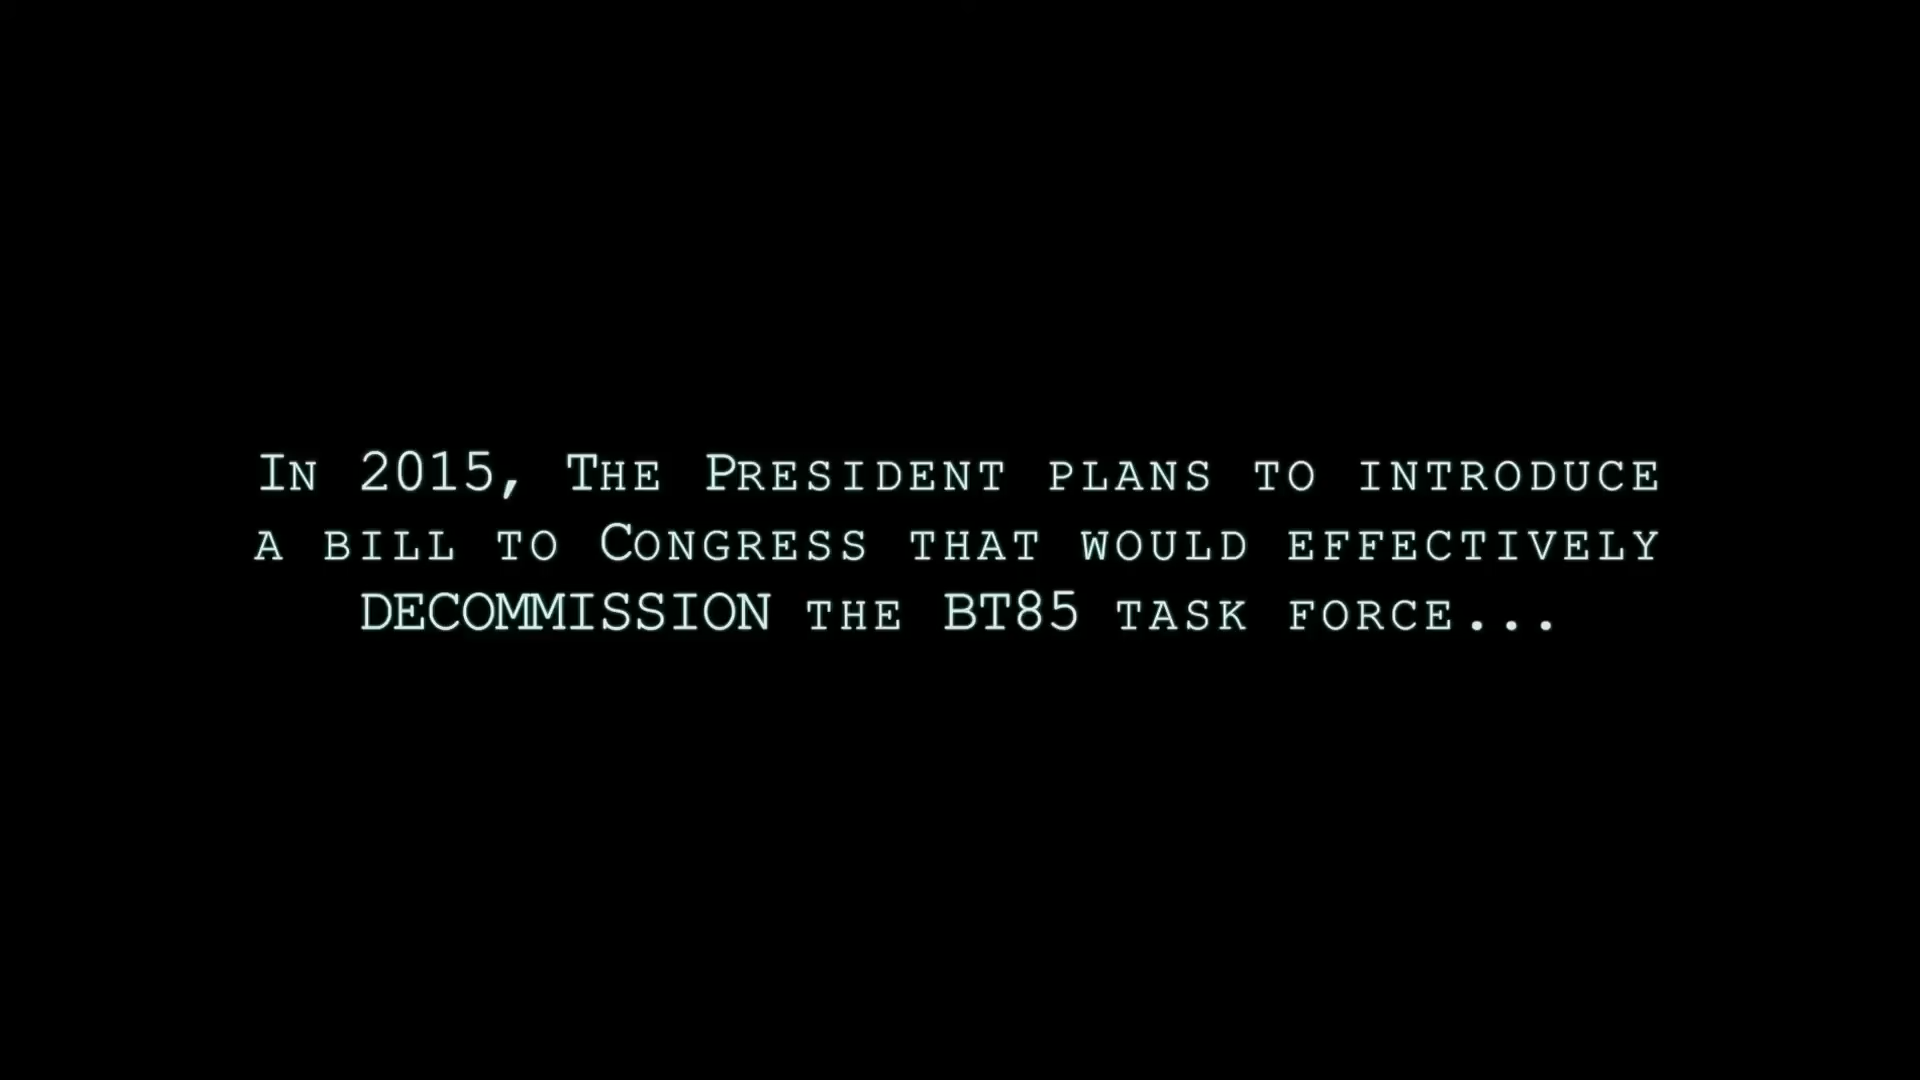 In 2015, The President plans to introduce
a bill to Congress that would effectively
DECOMMISSION the BT85 task force...